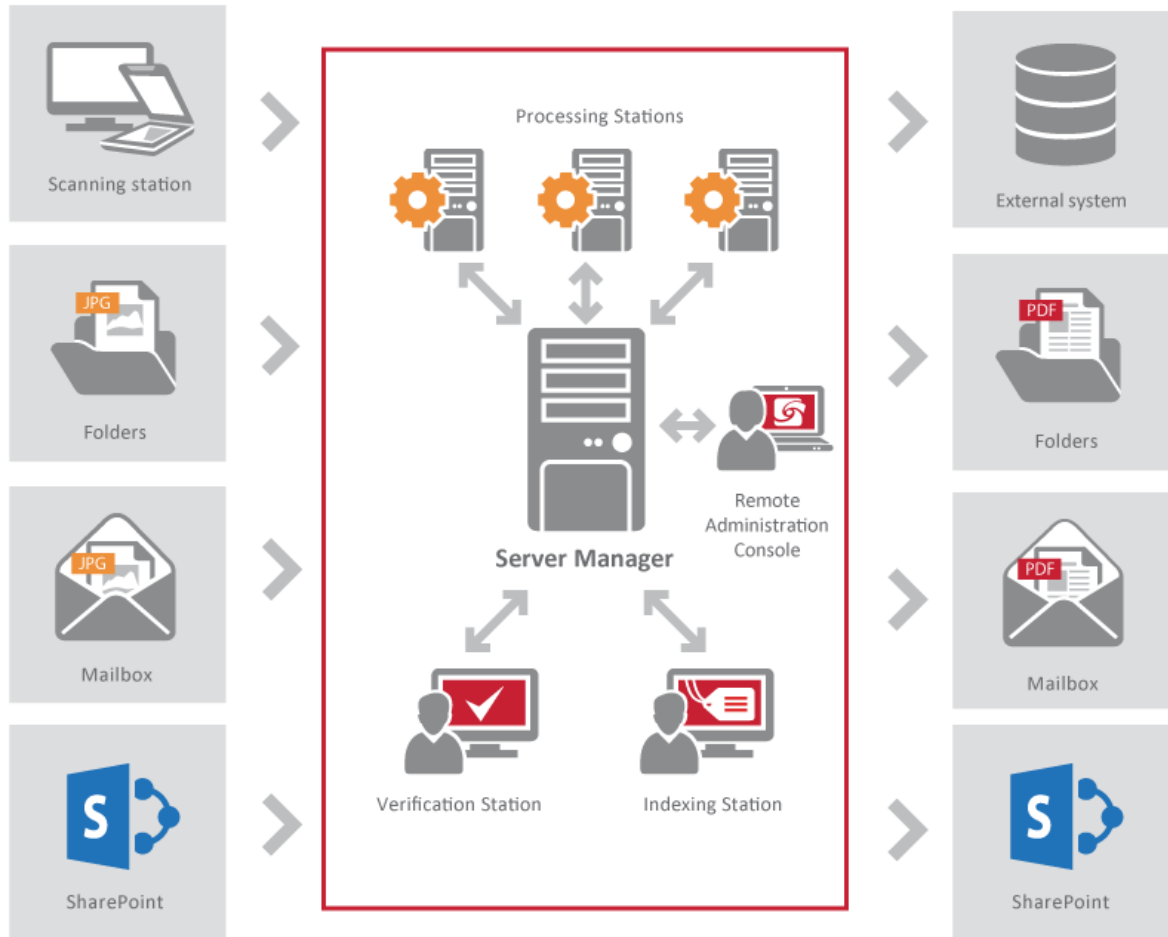 Scanning station
JPG
Folders
JPG
Mailbox
S
SharePoint
Processing Stations
Server Manager
Remote
Administration
Console
Verification Station
Indexing Station
External system
PDF
Folders
PDF
Mailbox
S
SharePoint